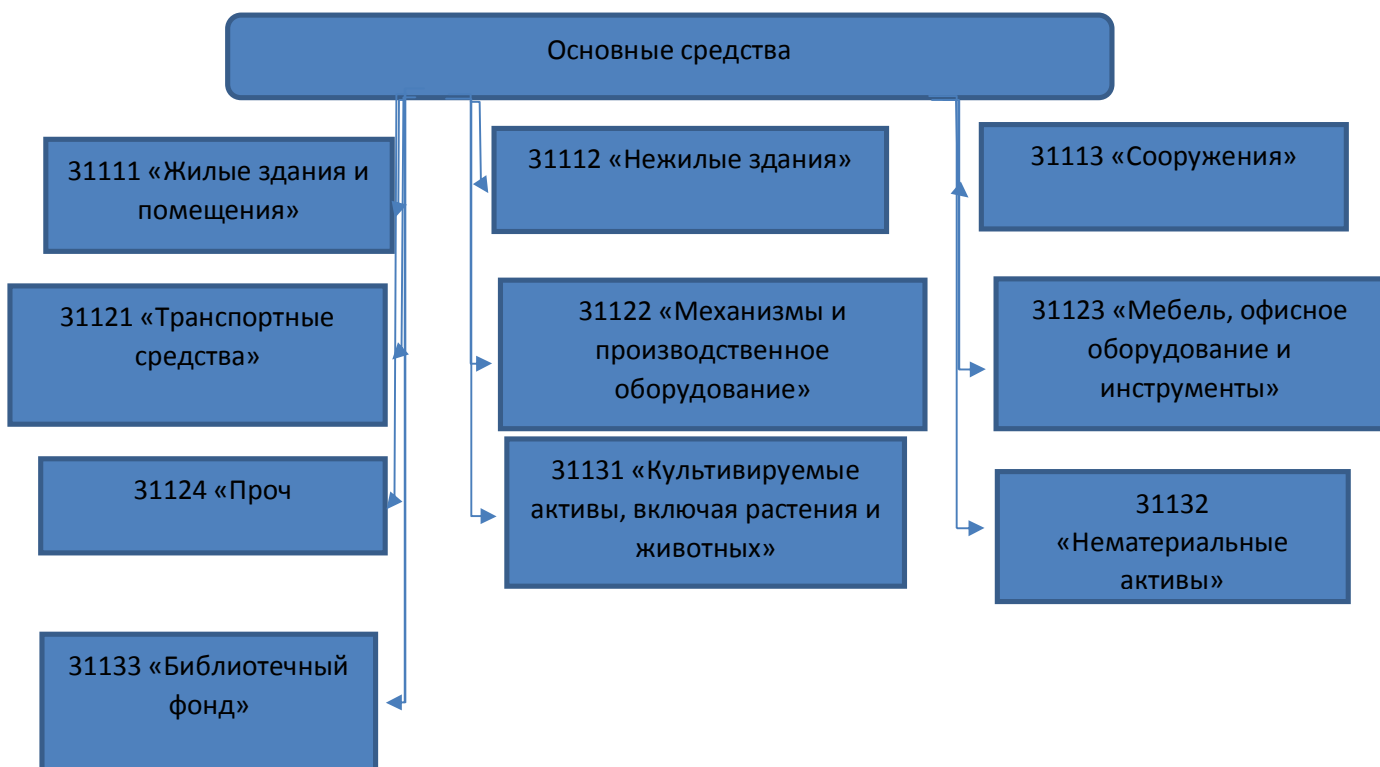 Основные средства
31111 «Жилые здания и
помещения»
31112 «Нежилые здания»
31113 «Сооружения»
31121 «Транспортные
средства»
31122 «Механизмы и
производственное
оборудование»
31123 «Мебель, офисное
оборудование и
инструменты»
31124 «Проч
31131 «Культивируемые
активы, включая растения и
животных»
31132
«Нематериальные
активы»
31133 «Библиотечный
фонд»